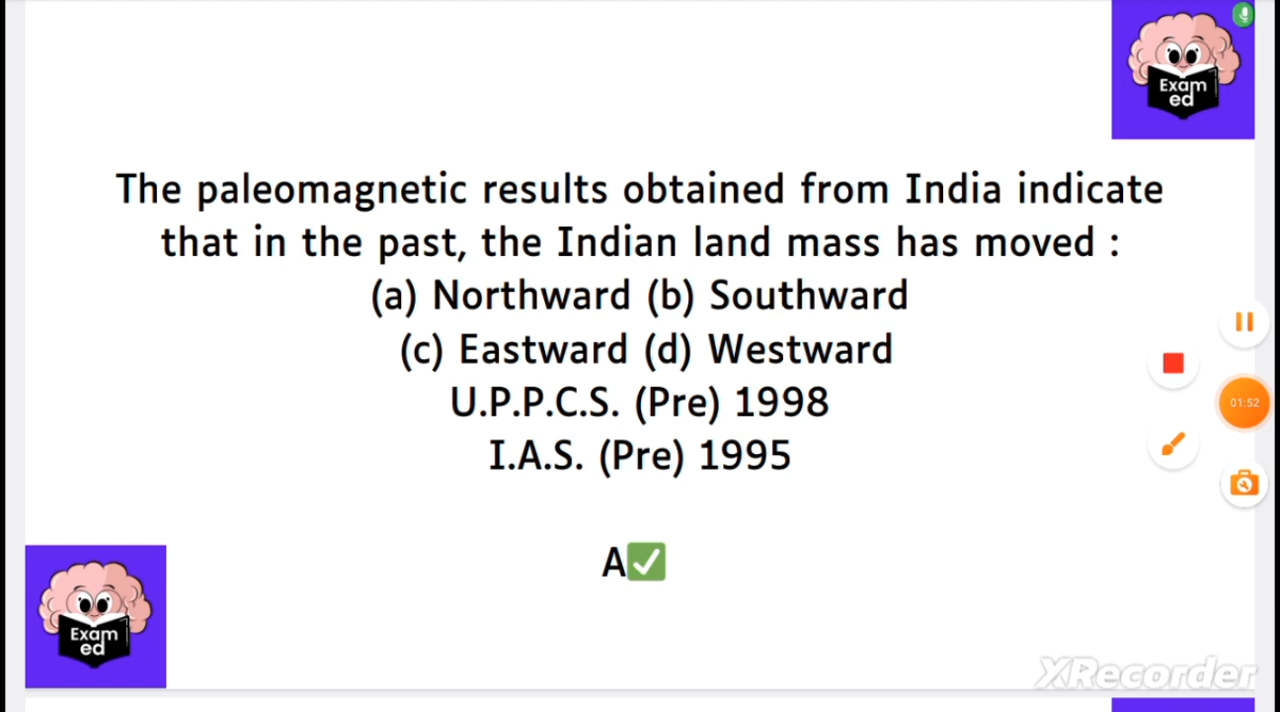 Exam
ed
The paleomagnetic results obtained from India indicate
that in the past, the Indian land mass has moved :
(a) Northward (b) Southward
(c) Eastward (d) Westward
U.P.P.C.S. (Pre) 1998
I.A.S. (Pre) 1995
01:52
A✅
Exam
ed
XRecorder